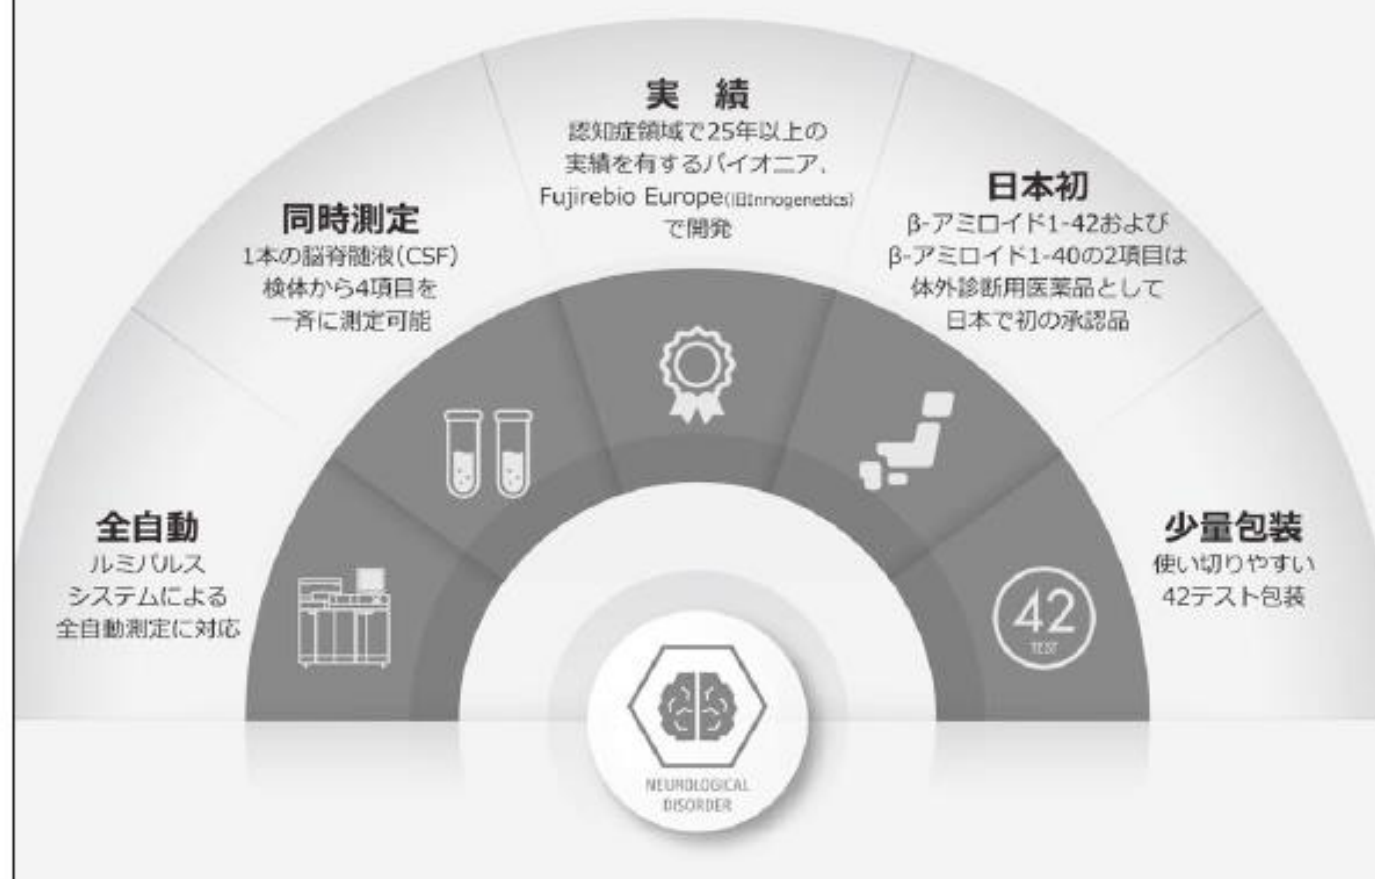 全自動
ルミパルス
システムによる
全自動測定に対応
同時測定
1本の脳脊髄液(CSF)
検体から4項目を
一斉に測定可能
実 績
認知症領域で25年以上の
実績を有するパイオニア、
Fujirebio Europe(旧Innogenetics)
で開発
日本初
β-アミロイド1-42および
β-アミロイド1-40の2項目は
体外診断用医薬品として
日本で初の承認品
少量包装
使い切りやすい
42テスト包装
42
TEST
NEUROLOGICAL
DISORDER